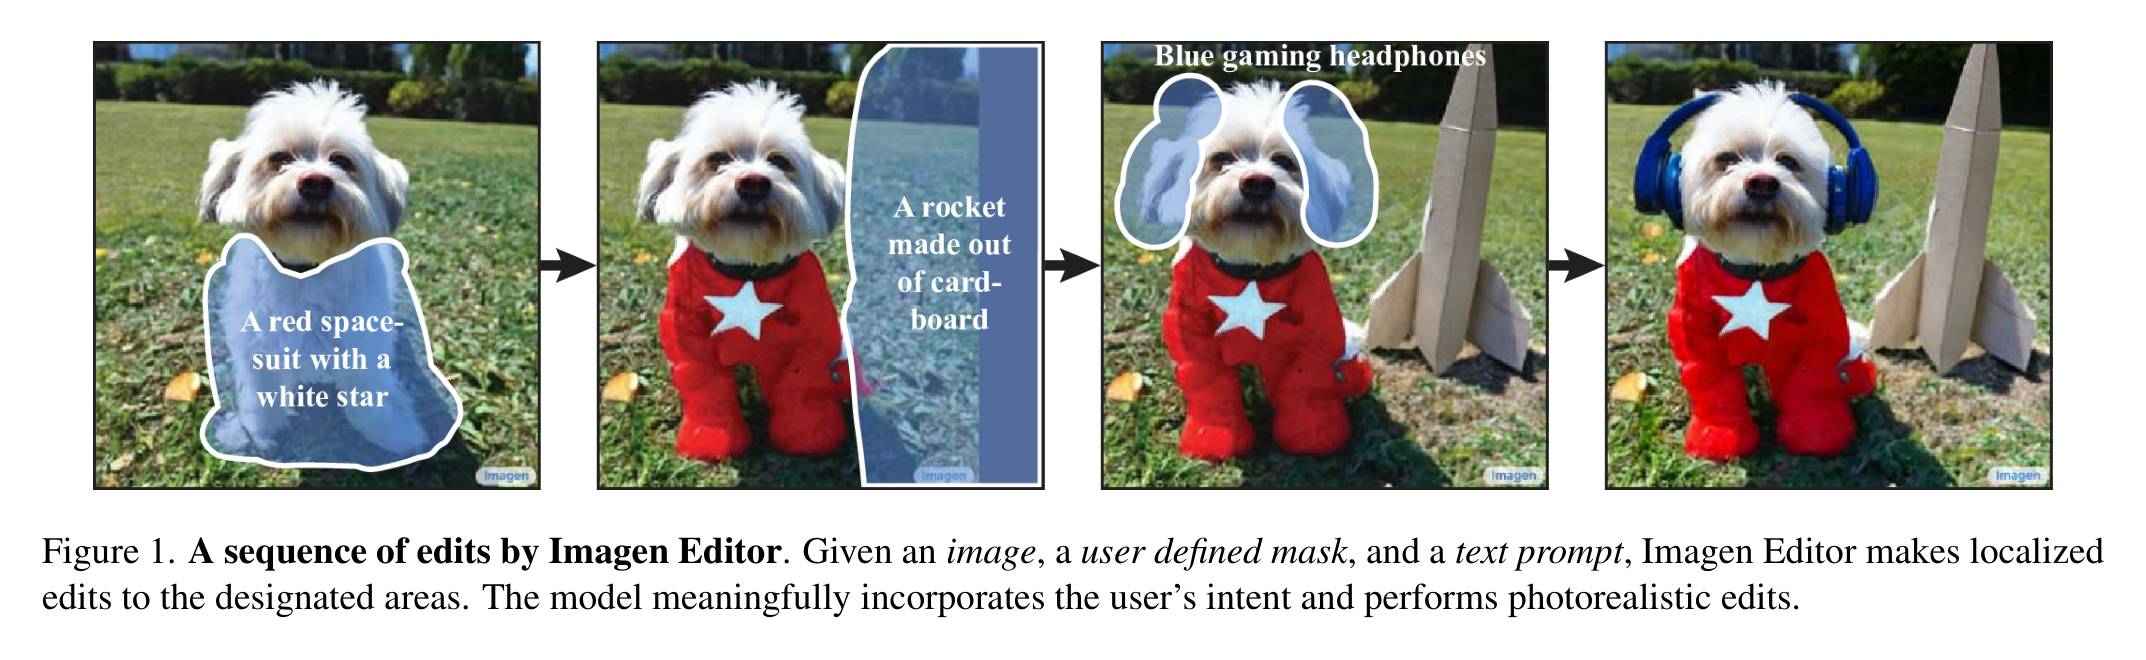 A red space-
suit with a
white star
Imagen
A rocket
made out
of card-
board
Imagen
Blue gaming headphones
Imagen
Imagen
Figure 1. A sequence of edits by Imagen Editor. Given an image, a user defined mask, and a text prompt, Imagen Editor makes localized
edits to the designated areas. The model meaningfully incorporates the user's intent and performs photorealistic edits.